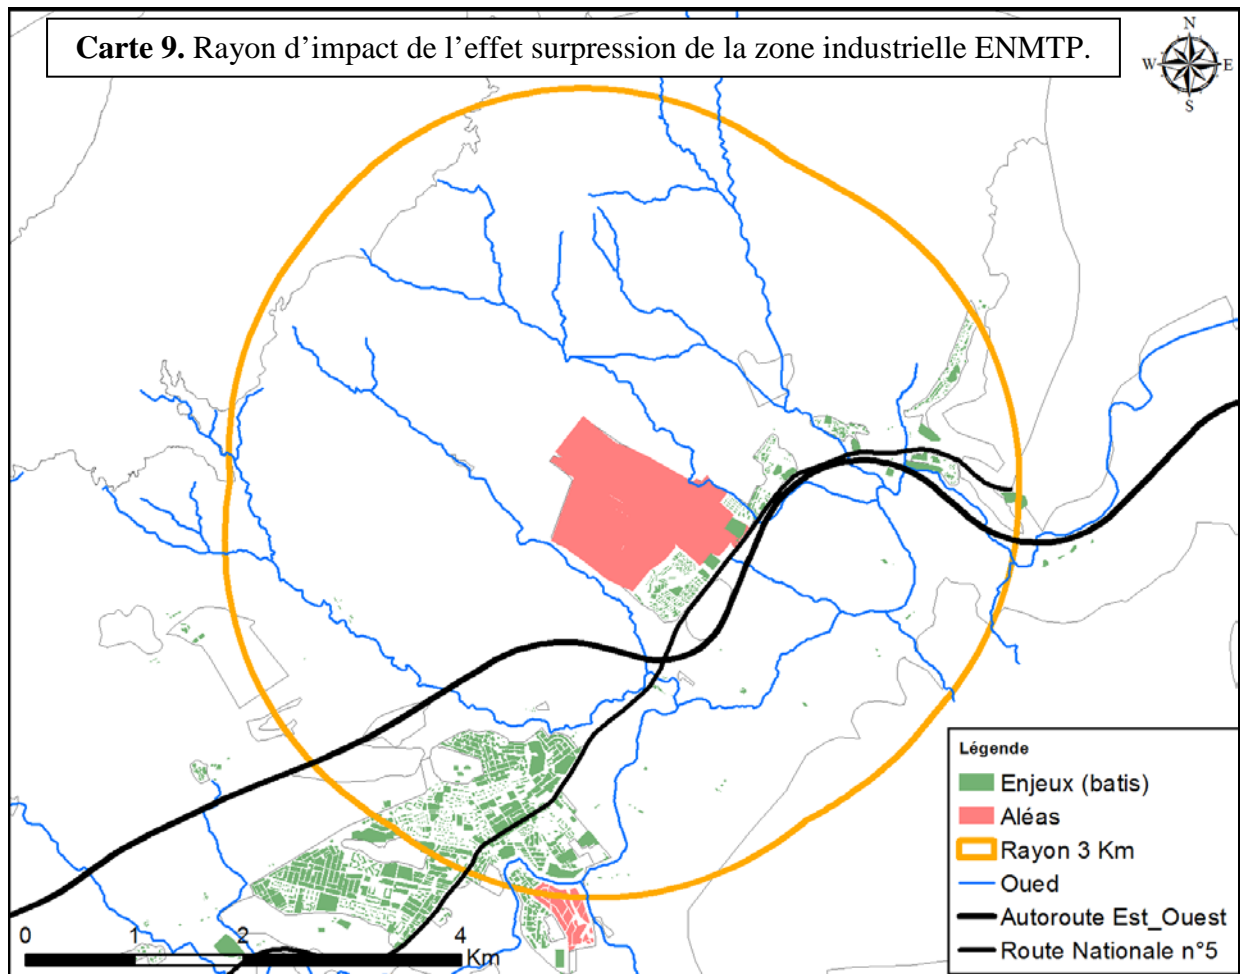 Carte 9. Rayon d’impact de l’effet surpression de la zone industrielle ENMTP.
N
W E
S
Légende
Enjeux (batis)
Aléas
Rayon 3 Km
Oued
Autoroute Est_Ouest
Route Nationale n°5
0 1 2 4
Km